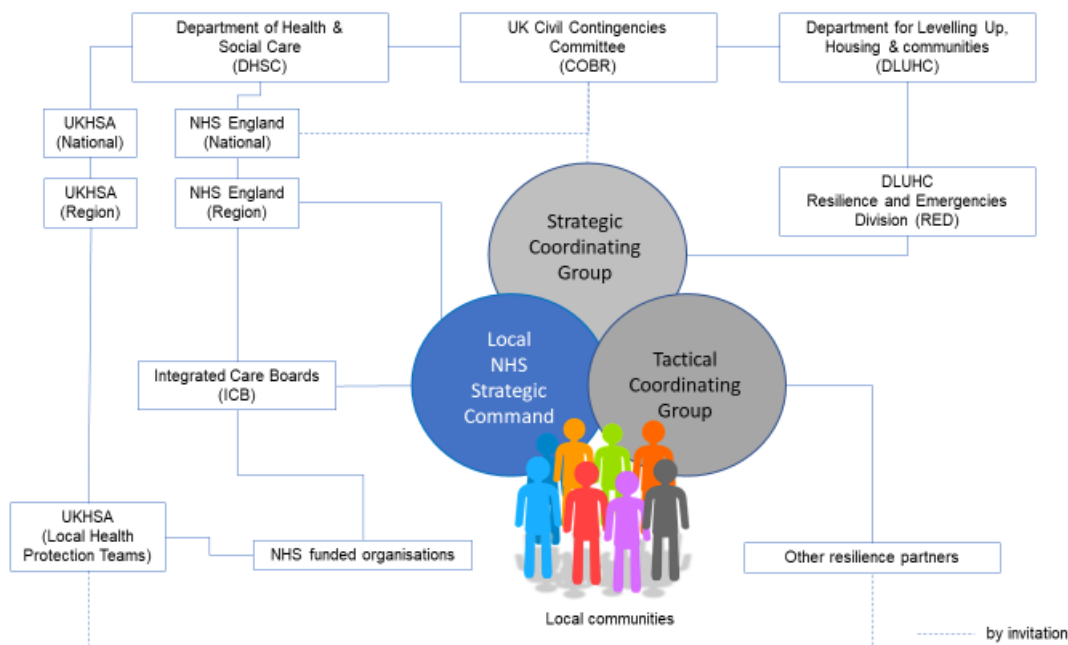 Department of Health &
Social Care
(DHSC)
UK Civil Contingencies
Committee
(COBR)
Department for Levelling Up,
Housing & communities
(DLUHC)
UKHSA
(National)
NHS England
(National)
UKHSA
(Region)
NHS England
(Region)
DLUHC
Resilience and Emergencies
Division (RED)
Strategic
Coordinating
Group
Local
NHS
Strategic
Command
Tactical
Coordinating
Group
Integrated Care Boards
(ICB)
UKHSA
(Local Health
Protection Teams)
NHS funded organisations
Other resilience partners
Local communities
by invitation